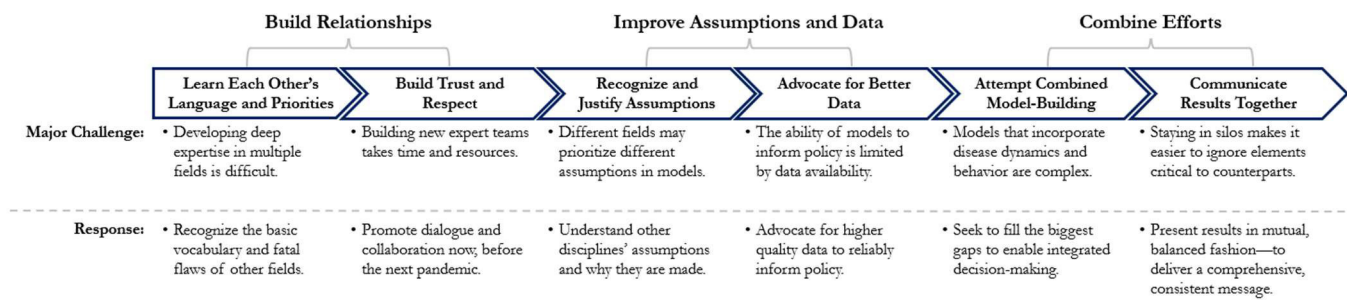 Build Relationships
Improve Assumptions and Data
Combine Efforts
Learn Each Other's
Language and Priorities
Build Trust and
Respect
Recognize and
Justify Assumptions
Advocate for Better
Data
Attempt Combined
Model-Building
Communicate
Results Together
Major Challenge:
• Developing deep
expertise in multiple
fields is difficult.
• Building new expert teams
takes time and resources.
• Different fields may
prioritize different
assumptions in models.
• The ability of models to
inform policy is limited
by data availability.
• Models that incorporate
disease dynamics and
behavior are complex.
• Staying in silos makes it
easier to ignore elements
critical to counterparts.
Response:
• Recognize the basic
vocabulary and fatal
flaws of other fields.
• Promote dialogue and
collaboration now, before
the next pandemic.
• Understand other
disciplines' assumptions
and why they are made.
• Advocate for higher
quality data to reliably
inform policy.
• Seek to fill the biggest
gaps to enable integrated
decision-making.
• Present results in mutual,
balanced fashion—to
deliver a comprehensive,
consistent message.